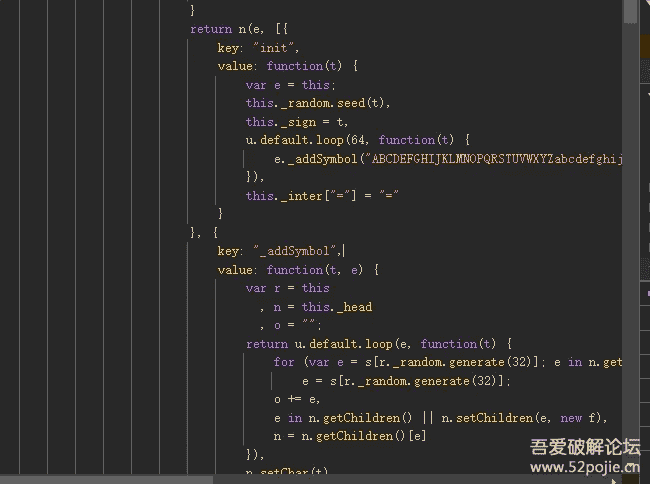 }
return n(e, [{
key: "init",
value: function(t) {
var e = this;
this._random.seed(t),
this._sign = t,
u.default.loop(64, function(t) {
e._addSymbol("ABCDEFGHIJKLMNOPQRSTUVWXYZabcdefghij
}),
this._inter["="] = "="
}
}, {
key: "_addSymbol",
value: function(t, e) {
var r = this
, n = this._head
, o = "";
return u.default.loop(e, function(t) {
for (var e = s[r._random.generate(32)]; e in n.get
e = s[r._random.generate(32)];
o += e,
e in n.getChildren() || n.setChildren(e, new f),
n = n.getChildren()[e]
}),
n.setChar(t)
吾爱破解论坛
www.52pojie.cn